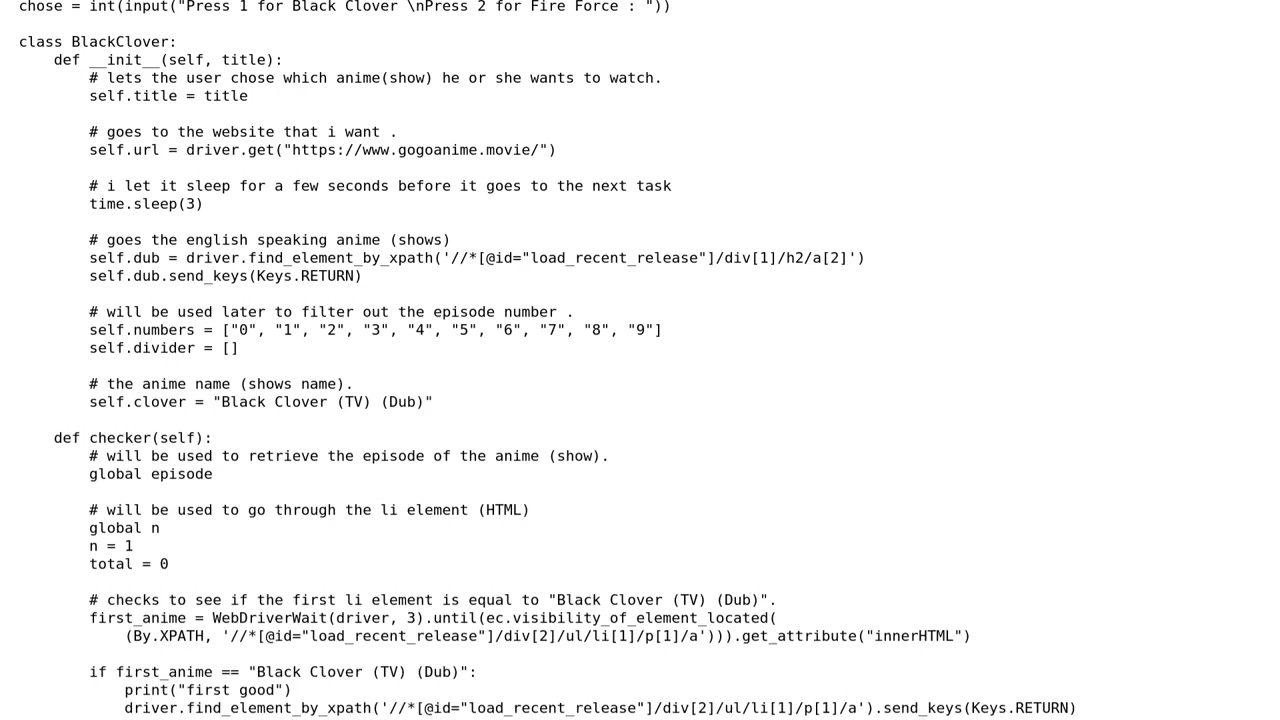 chose = int(input("Press 1 for Black Clover \nPress 2 for Fire Force : "))
class BlackClover:
def __init__(self, title):
# lets the user chose which anime(show) he or she wants to watch.
self.title = title
# goes to the website that i want .
self.url = driver.get("https://www.gogoanime.movie/")
# i let it sleep for a few seconds before it goes to the next task
time.sleep(3)
# goes the english speaking anime (shows)
self.dub = driver.find_element_by_xpath('//*[@id="load_recent_release"]/div[1]/h2/a[2]')
self.dub.send_keys(Keys.RETURN)
# will be used later to filter out the episode number .
self.numbers = ["0", "1", "2", "3", "4", "5", "6", "7", "8", "9"]
self.divider = []
# the anime name (shows name).
self.clover = "Black Clover (TV) (Dub)"
def checker(self):
# will be used to retrieve the episode of the anime (show).
global episode
# will be used to go through the li element (HTML)
global n
n = 1
total = 0
# checks to see if the first li element is equal to "Black Clover (TV) (Dub)".
first_anime = WebDriverWait(driver, 3).until(ec.visibility_of_element_located(
(By.XPATH, '//*[@id="load_recent_release"]/div[2]/ul/li[1]/p[1]/a'))).get_attribute("innerHTML")
if first_anime == "Black Clover (TV) (Dub)":
print("first good")
driver.find_element_by_xpath('//*[@id="load_recent_release"]/div[2]/ul/li[1]/p[1]/a').send_keys(Keys.RETURN)